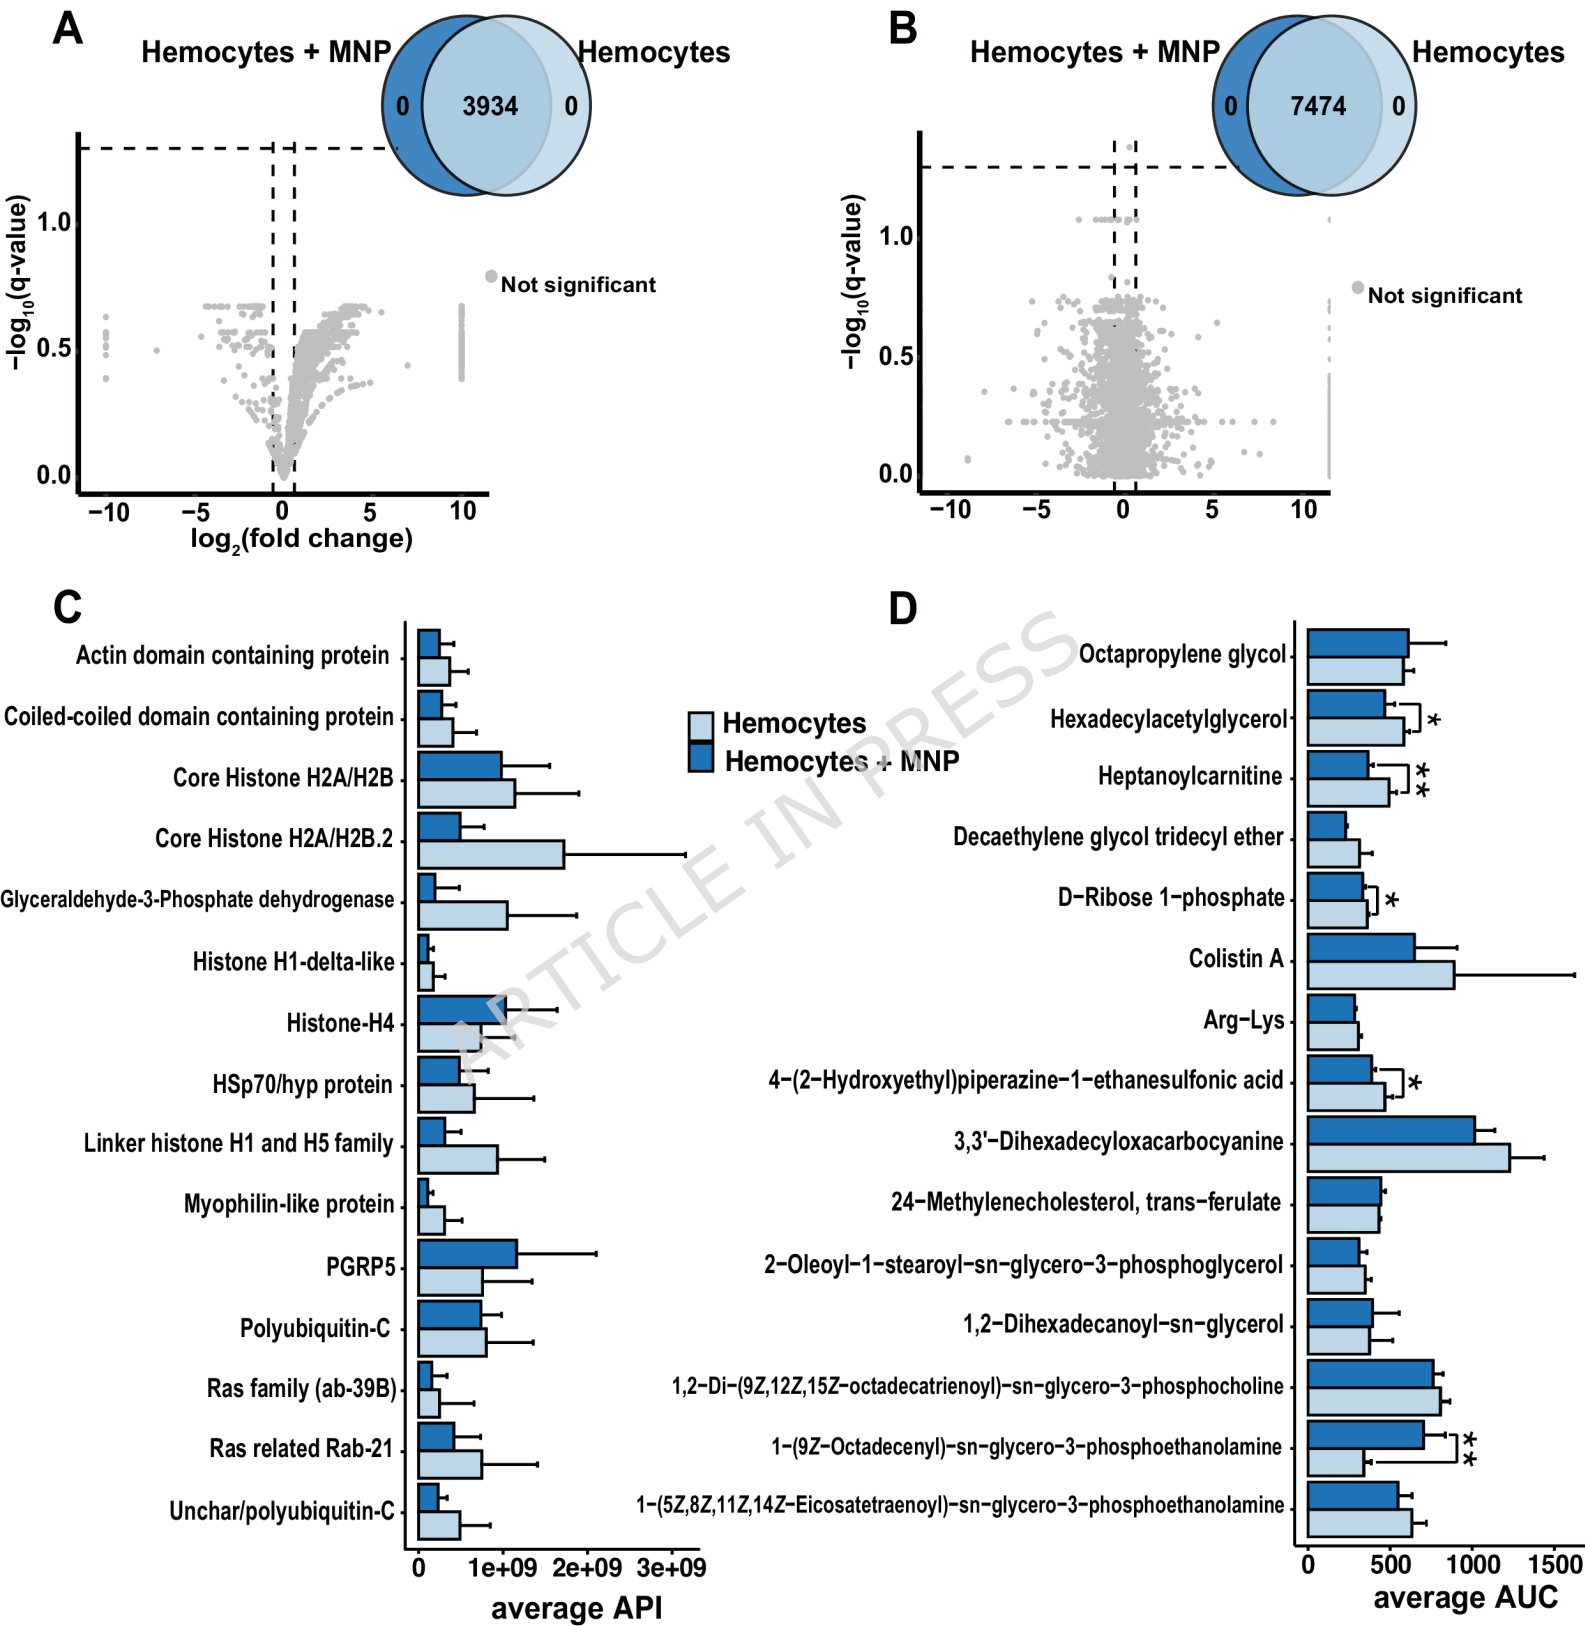 A
Hemocytes + MNP
Hemocytes
0
3934
0
−log10(q-value)
1.0
0.5
0.0
Not significant
−10
−5
0
5
10
log2(fold change)
B
Hemocytes + MNP
Hemocytes
0
7474
0
−log10(q-value)
1.0
0.5
0.0
Not significant
−10
−5
0
5
10
C
Actin domain containing protein
Coiled-coiled domain containing protein
Core Histone H2A/H2B
Core Histone H2A/H2B.2
Glyceraldehyde-3-Phosphate dehydrogenase
Histone H1-delta-like
Histone-H4
HSp70/hyp protein
Linker histone H1 and H5 family
Myophilin-like protein
PGRP5
Polyubiquitin-C
Ras family (ab-39B)
Ras related Rab-21
Unchar/polyubiquitin-C
0
1e+09
2e+09
3e+09
average API
Hemocytes
Hemocytes + MNP
ARTICLE IN PRESS
D
Octapropylene glycol
Hexadecylacetylglycerol
*
Heptanoylcarnitine
**
Decaethylene glycol tridecyl ether
D−Ribose 1−phosphate
*
Colistin A
Arg−Lys
4−(2−Hydroxyethyl)piperazine−1−ethanesulfonic acid
*
3,3'−Dihexadecyloxacarbocyanine
24−Methylenecholesterol, trans−ferulate
2−Oleoyl−1−stearoyl−sn−glycero−3−phosphoglycerol
1,2−Dihexadecanoyl−sn−glycerol
1,2−Di−(9Z,12Z,15Z−octadecatrienoyl)−sn−glycero−3−phosphocholine
1−(9Z−Octadecenyl)−sn−glycero−3−phosphoethanolamine
**
1−(5Z,8Z,11Z,14Z−Eicosatetraenoyl)−sn−glycero−3−phosphoethanolamine
0
500
1000
1500
average AUC